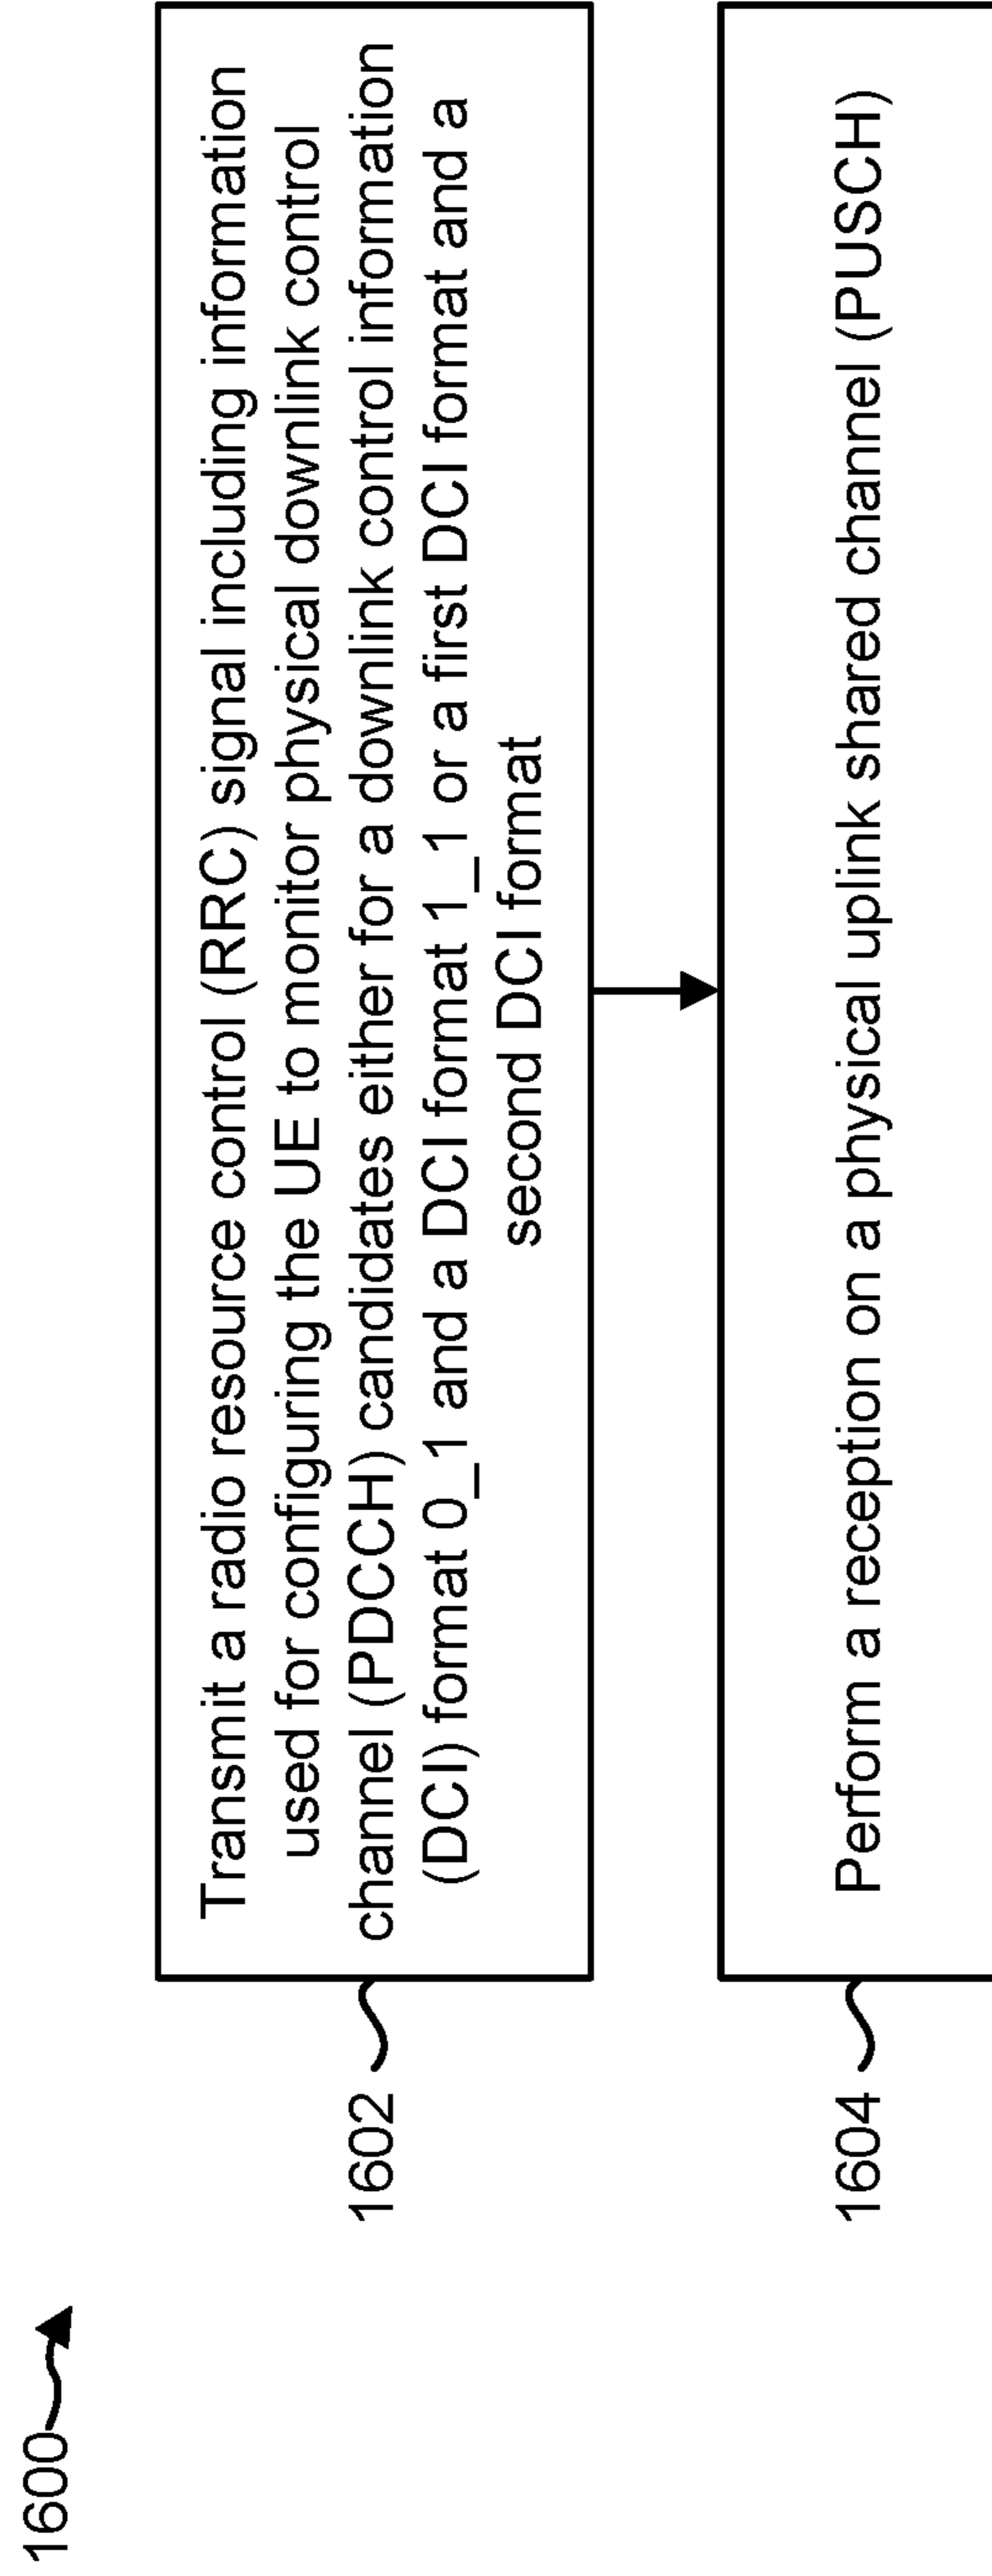 1600
1602
Transmit a radio resource control (RRC) signal including information
used for configuring the UE to monitor physical downlink control
channel (PDCCH) candidates either for a downlink control information
(DCI) format 0_1 and a DCI format 1_1 or a first DCI format and a
second DCI format
1604
Perform a reception on a physical uplink shared channel (PUSCH)